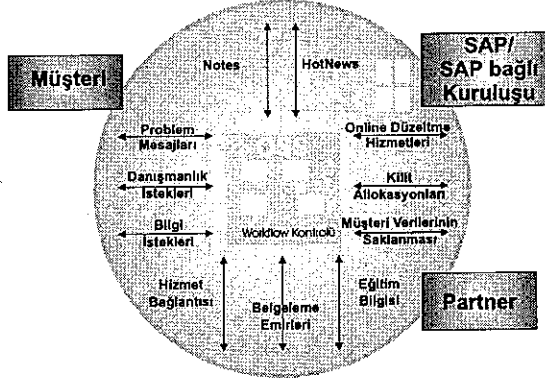 Notes
HotNews
Müşteri
SAP/
SAP bağlı
Kuruluşu
Problem
Mesajları
Online Düzeltme
Hizmetleri
Danışmanlık
İstekleri
Kilit
Allokasyonları
Bilgi
İstekleri
Workflow Kontrolü
Müşteri Verilerinin
Saklanması
Hizmet
Bağlantısı
Belgeleme
Emirleri
Eğitim
Bilgisi
Partner